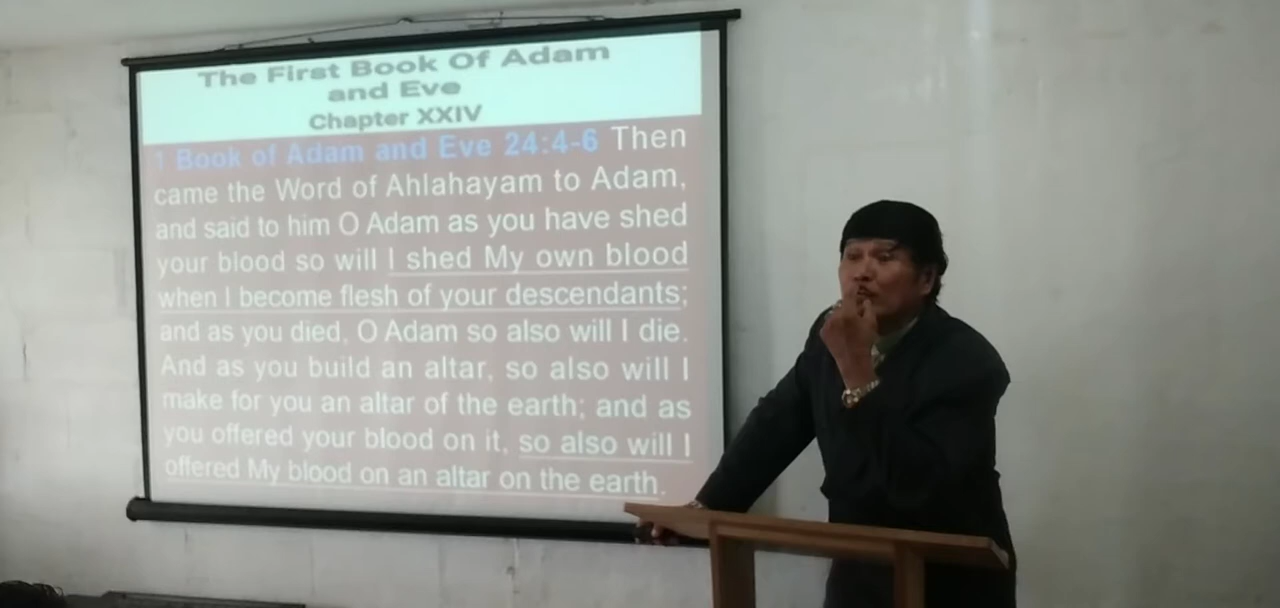 The First Book Of Adam
and Eve
Chapter XXIV
1 Book of Adam and Eve 24:4-6 Then
came the Word of Ahlahayam to Adam,
and said to him O Adam as you have shed
your blood so will I shed My own blood
when I become flesh of your descendants;
and as you died, O Adam so also will I die.
And as you build an altar, so also will I
make for you an altar of the earth; and as
you offered your blood on it, so also will I
offered My blood on an altar on the earth.